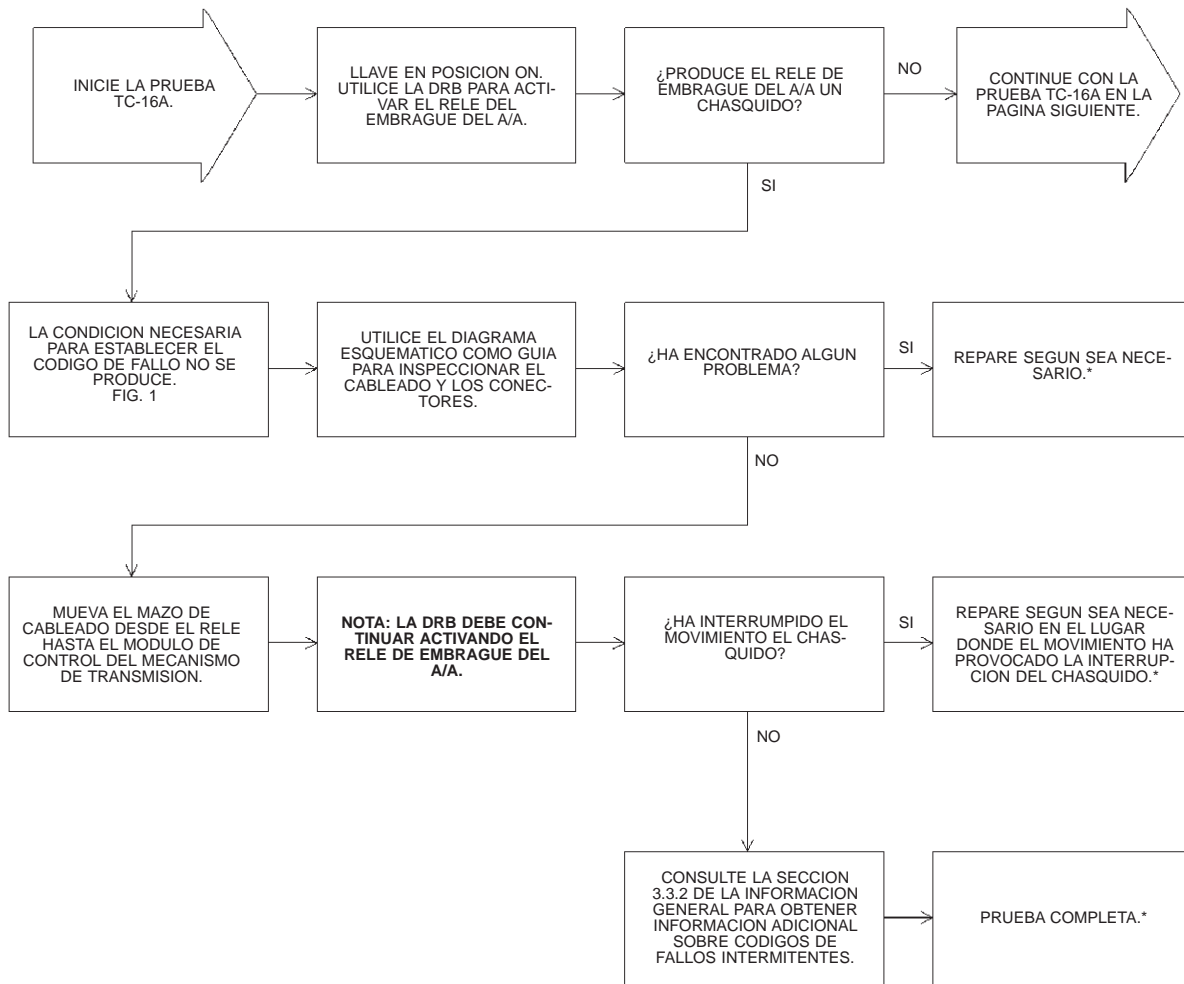 INICIE LA PRUEBA
TC-16A.
LLAVE EN POSICION ON.
UTILICE LA DRB PARA ACTI-
VAR EL RELE DEL
EMBRAGUE DEL A/A.
¿PRODUCE EL RELE DE
EMBRAGUE DEL A/A UN
CHASQUIDO?
NO
CONTINUE CON LA
PRUEBA TC-16A EN LA
PAGINA SIGUIENTE.
SI
LA CONDICION NECESARIA
PARA ESTABLECER EL
CODIGO DE FALLO NO SE
PRODUCE.
FIG. 1
UTILICE EL DIAGRAMA
ESQUEMATICO COMO GUIA
PARA INSPECCIONAR EL
CABLEADO Y LOS CONEC-
TORES.
¿HA ENCONTRADO ALGUN
PROBLEMA?
SI
REPARE SEGUN SEA NECE-
SARIO.*
NO
MUEVA EL MAZO DE
CABLEADO DESDE EL RELE
HASTA EL MODULO DE
CONTROL DEL MECANISMO
DE TRANSMISION.
NOTA: LA DRB DEBE CON-
TINUAR ACTIVANDO EL
RELE DE EMBRAGUE DEL
A/A.
¿HA INTERRUMPIDO EL
MOVIMIENTO EL CHAS-
QUIDO?
SI
REPARE SEGUN SEA NECE-
SARIO EN EL LUGAR
DONDE EL MOVIMIENTO HA
PROVOCADO LA INTERRUP-
CION DEL CHASQUIDO.*
NO
CONSULTE LA SECCION
3.3.2 DE LA INFORMACION
GENERAL PARA OBTENER
INFORMACION ADICIONAL
SOBRE CODIGOS DE
FALLOS INTERMITENTES.
PRUEBA COMPLETA.*